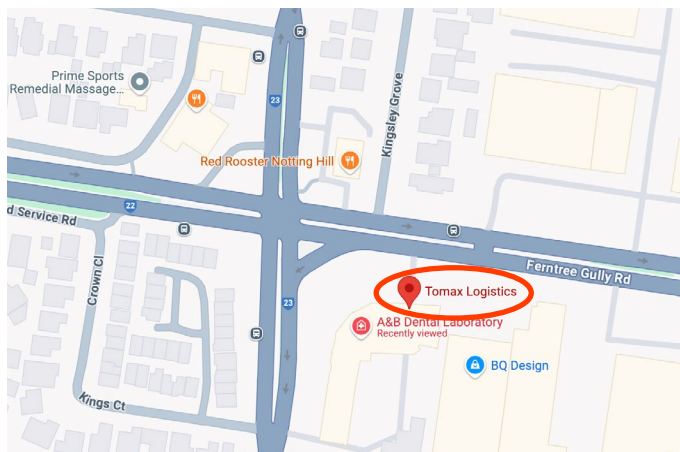 Prime Sports
Remedial Massage...
23
Kingsley Grove
Red Rooster Notting Hill
22
d Service Rd
Crown Cl
Ferntree Gully Rd
Tomax Logistics
23
A&B Dental Laboratory
Recently viewed
BQ Design
Kings Ct